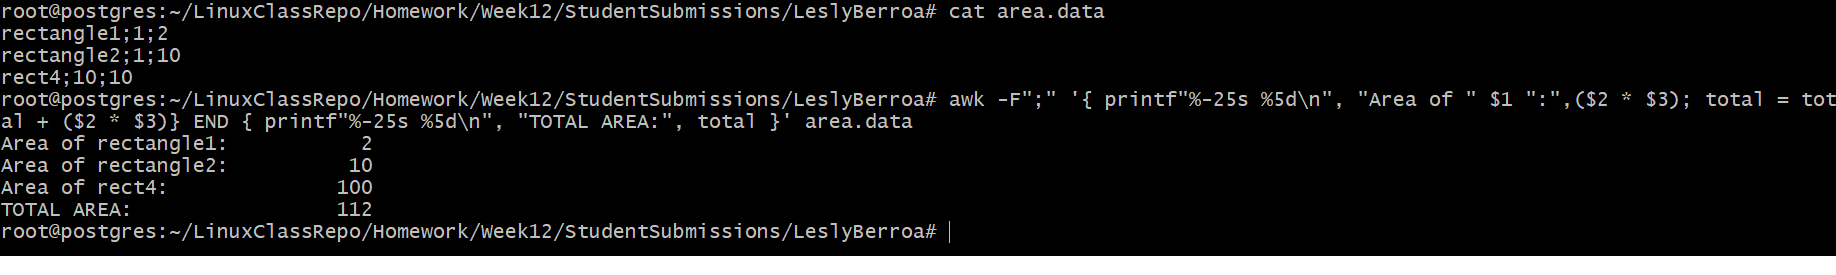 root@postgres:~/LinuxClassRepo/Homework/Week12/StudentSubmissions/LeslyBerroa# cat area.data
rectangle1;1;2
rectangle2;1;10
rect4;10;10
root@postgres:~/LinuxClassRepo/Homework/Week12/StudentSubmissions/LeslyBerroa# awk -F";" '{ printf"%-25s %5d\n", "Area of " $1 ":",($2 * $3); total = tot
al + ($2 * $3)} END { printf"%-25s %5d\n", "TOTAL AREA:", total }' area.data
Area of rectangle1:           2
Area of rectangle2:          10
Area of rect4:              100
TOTAL AREA:                 112
root@postgres:~/LinuxClassRepo/Homework/Week12/StudentSubmissions/LeslyBerroa#